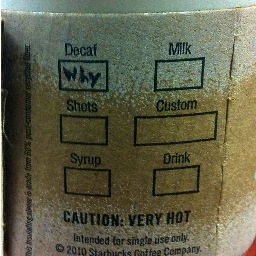 Decaf Milk
Why
Shots Custom
Syrup Drink
CAUTION: VERY HOT
Intended for single use only.
© 2010 Starbucks Coffee Company.